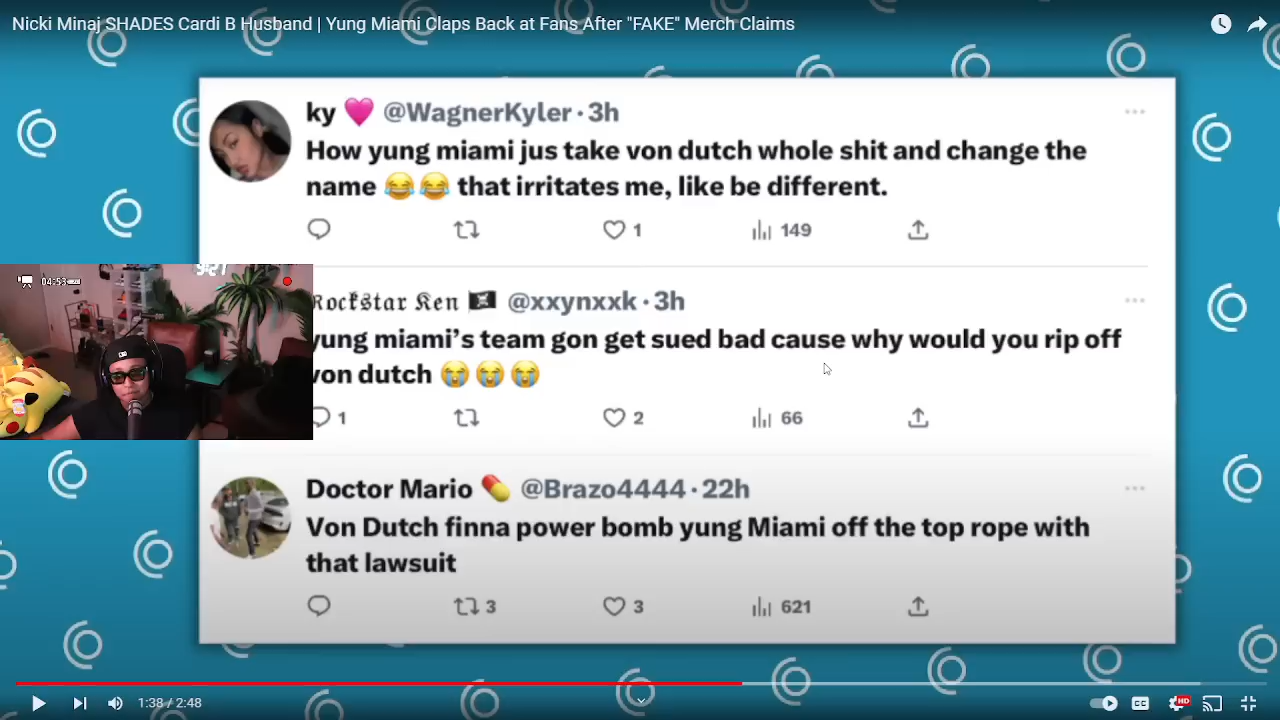 Nicki Minaj SHADES Cardi B Husband | Yung Miami Claps Back at Fans After "FAKE" Merch Claims
ky 🩷 @WagnerKyler · 3h
How yung miami jus take von dutch whole shit and change the
name 😂😂 that irritates me, like be different.
1 149
𝕽ockstar 𝕶en 🏴‍☠️ @xxynxxk · 3h
yung miami's team gon get sued bad cause why would you rip off
von dutch 😭 😭 😭
1 2 66
Doctor Mario 💊 @Brazo4444 · 22h
Von Dutch finna power bomb yung Miami off the top rope with
that lawsuit
3 3 621
04:53
1:38 / 2:48
CC HD